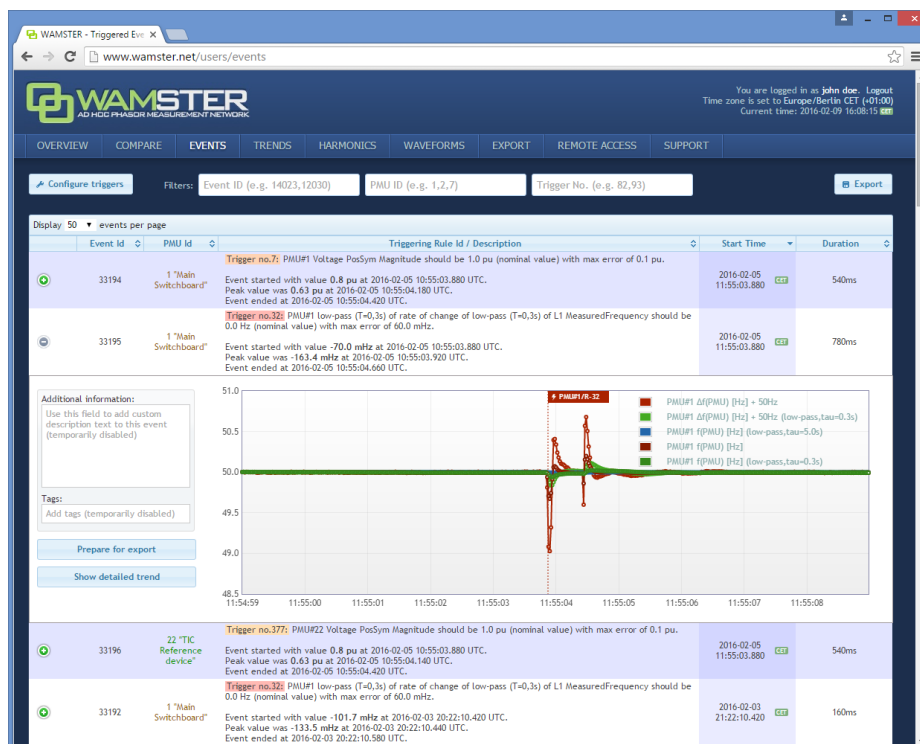 WAMSTER - Triggered Eve
www.wamster.net/users/events
WAMSTER
AD HOC PHASOR MEASUREMENT NETWORK
You are logged in as john doe. Logout
Time zone is set to Europe/Berlin CET (+01:00)
Current time: 2016-02-09 16:08:15 CET
OVERVIEW COMPARE EVENTS TRENDS HARMONICS WAVEFORMS EXPORT REMOTE ACCESS SUPPORT
Configure triggers Filters: Event ID (e.g. 14023,12030) PMU ID (e.g. 1,2,7) Trigger No. (e.g. 82,93) Export
Display 50 events per page
Event Id PMU Id Triggering Rule Id / Description Start Time Duration
33194 1 "Main Switchboard"
Trigger no.7: PMU#1 Voltage PosSym Magnitude should be 1.0 pu (nominal value) with max error of 0.1 pu.
Event started with value 0.8 pu at 2016-02-05 10:55:03.880 UTC.
Peak value was 0.63 pu at 2016-02-05 10:55:04.180 UTC.
Event ended at 2016-02-05 10:55:04.420 UTC.
2016-02-05 11:55:03.880 CET 540ms
33195 1 "Main Switchboard"
Trigger no.32: PMU#1 low-pass (T=0,3s) of rate of change of low-pass (T=0,3s) of L1 MeasuredFrequency should be
0.0 Hz (nominal value) with max error of 60.0 mHz.
Event started with value -70.0 mHz at 2016-02-05 10:55:03.880 UTC.
Peak value was -163.4 mHz at 2016-02-05 10:55:03.920 UTC.
Event ended at 2016-02-05 10:55:04.660 UTC.
2016-02-05 11:55:03.880 CET 780ms
Additional information:
Use this field to add custom
description text to this event
(temporarily disabled)
Tags:
Add tags (temporarily disabled)
Prepare for export
Show detailed trend
51.0
50.5
50.0
49.5
49.0
48.5
PMU#1/R-32
PMU#1 Δf(PMU) [Hz] + 50Hz
PMU#1 Δf(PMU) [Hz] + 50Hz (low-pass,tau=0.3s)
PMU#1 f(PMU) [Hz] (low-pass,tau=5.0s)
PMU#1 f(PMU) [Hz]
PMU#1 f(PMU) [Hz] (low-pass,tau=0.3s)
11:54:59 11:55:00 11:55:01 11:55:02 11:55:03 11:55:04 11:55:05 11:55:06 11:55:07 11:55:08
33196 22 "TIC Reference device"
Trigger no.377: PMU#22 Voltage PosSym Magnitude should be 1.0 pu (nominal value) with max error of 0.1 pu.
Event started with value 0.8 pu at 2016-02-05 10:55:03.880 UTC.
Peak value was 0.63 pu at 2016-02-05 10:55:04.140 UTC.
Event ended at 2016-02-05 10:55:04.420 UTC.
2016-02-05 11:55:03.880 CET 540ms
33192 1 "Main Switchboard"
Trigger no.32: PMU#1 low-pass (T=0,3s) of rate of change of low-pass (T=0,3s) of L1 MeasuredFrequency should be
0.0 Hz (nominal value) with max error of 60.0 mHz.
Event started with value -101.7 mHz at 2016-02-03 20:22:10.420 UTC.
Peak value was -133.5 mHz at 2016-02-03 20:22:10.440 UTC.
Event ended at 2016-02-03 20:22:10.580 UTC.
2016-02-03 21:22:10.420 CET 160ms